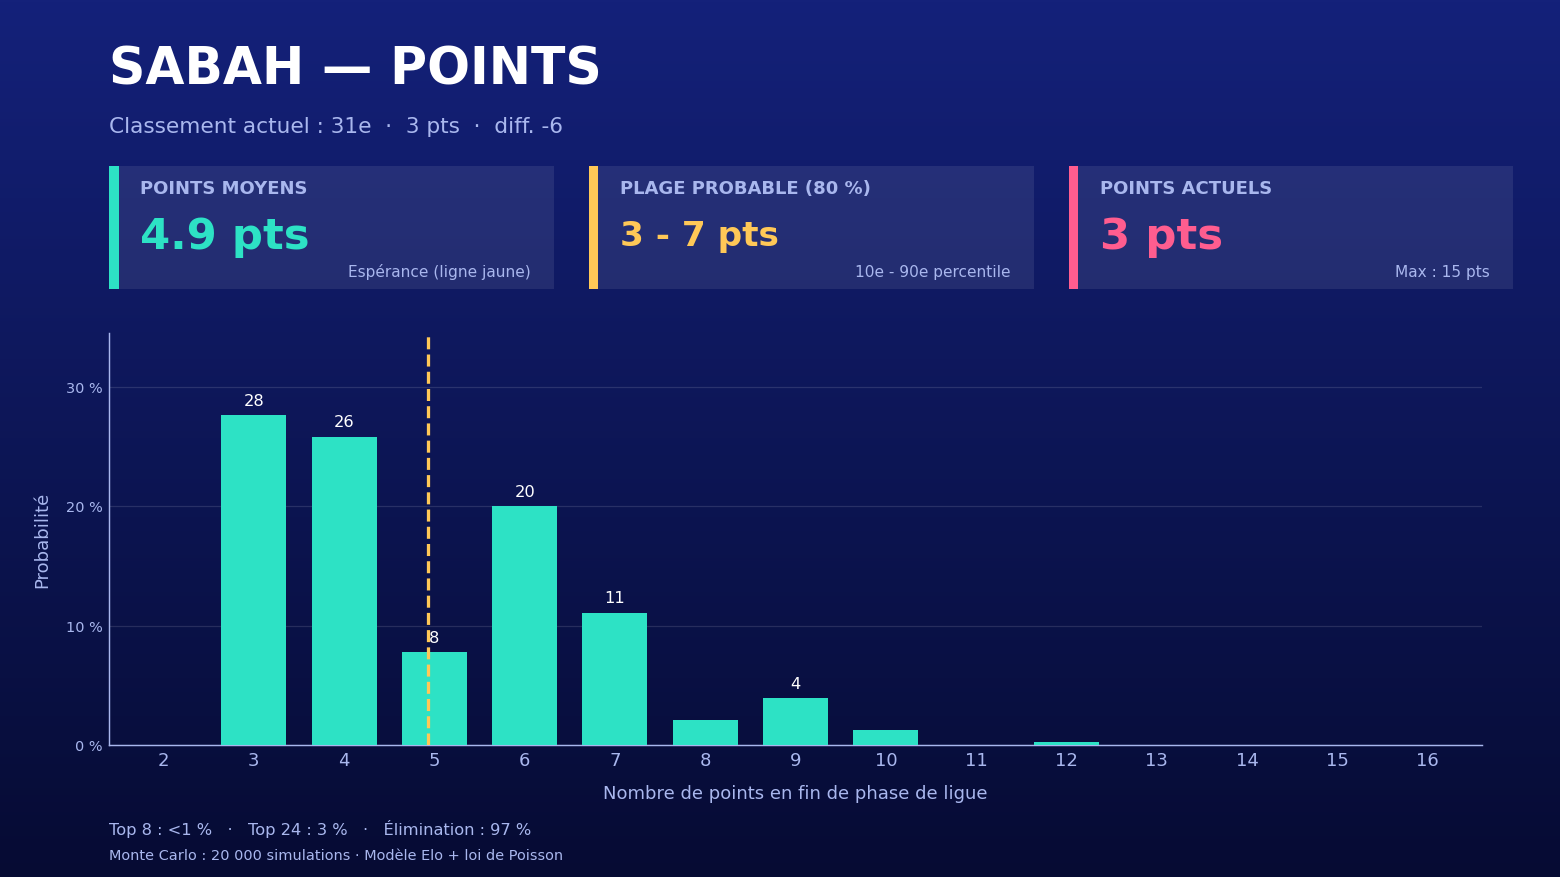 SABAH — POINTS
Classement actuel : 31e · 3 pts · diff. -6
POINTS MOYENS
4.9 pts
Espérance (ligne jaune)
PLAGE PROBABLE (80 %)
3 - 7 pts
10e - 90e percentile
POINTS ACTUELS
3 pts
Max : 15 pts
Probabilité
30 %
20 %
10 %
0 %
28
26
8
20
11
4
2 3 4 5 6 7 8 9 10 11 12 13 14 15 16
Nombre de points en fin de phase de ligue
Top 8 : <1 % · Top 24 : 3 % · Élimination : 97 %
Monte Carlo : 20 000 simulations · Modèle Elo + loi de Poisson